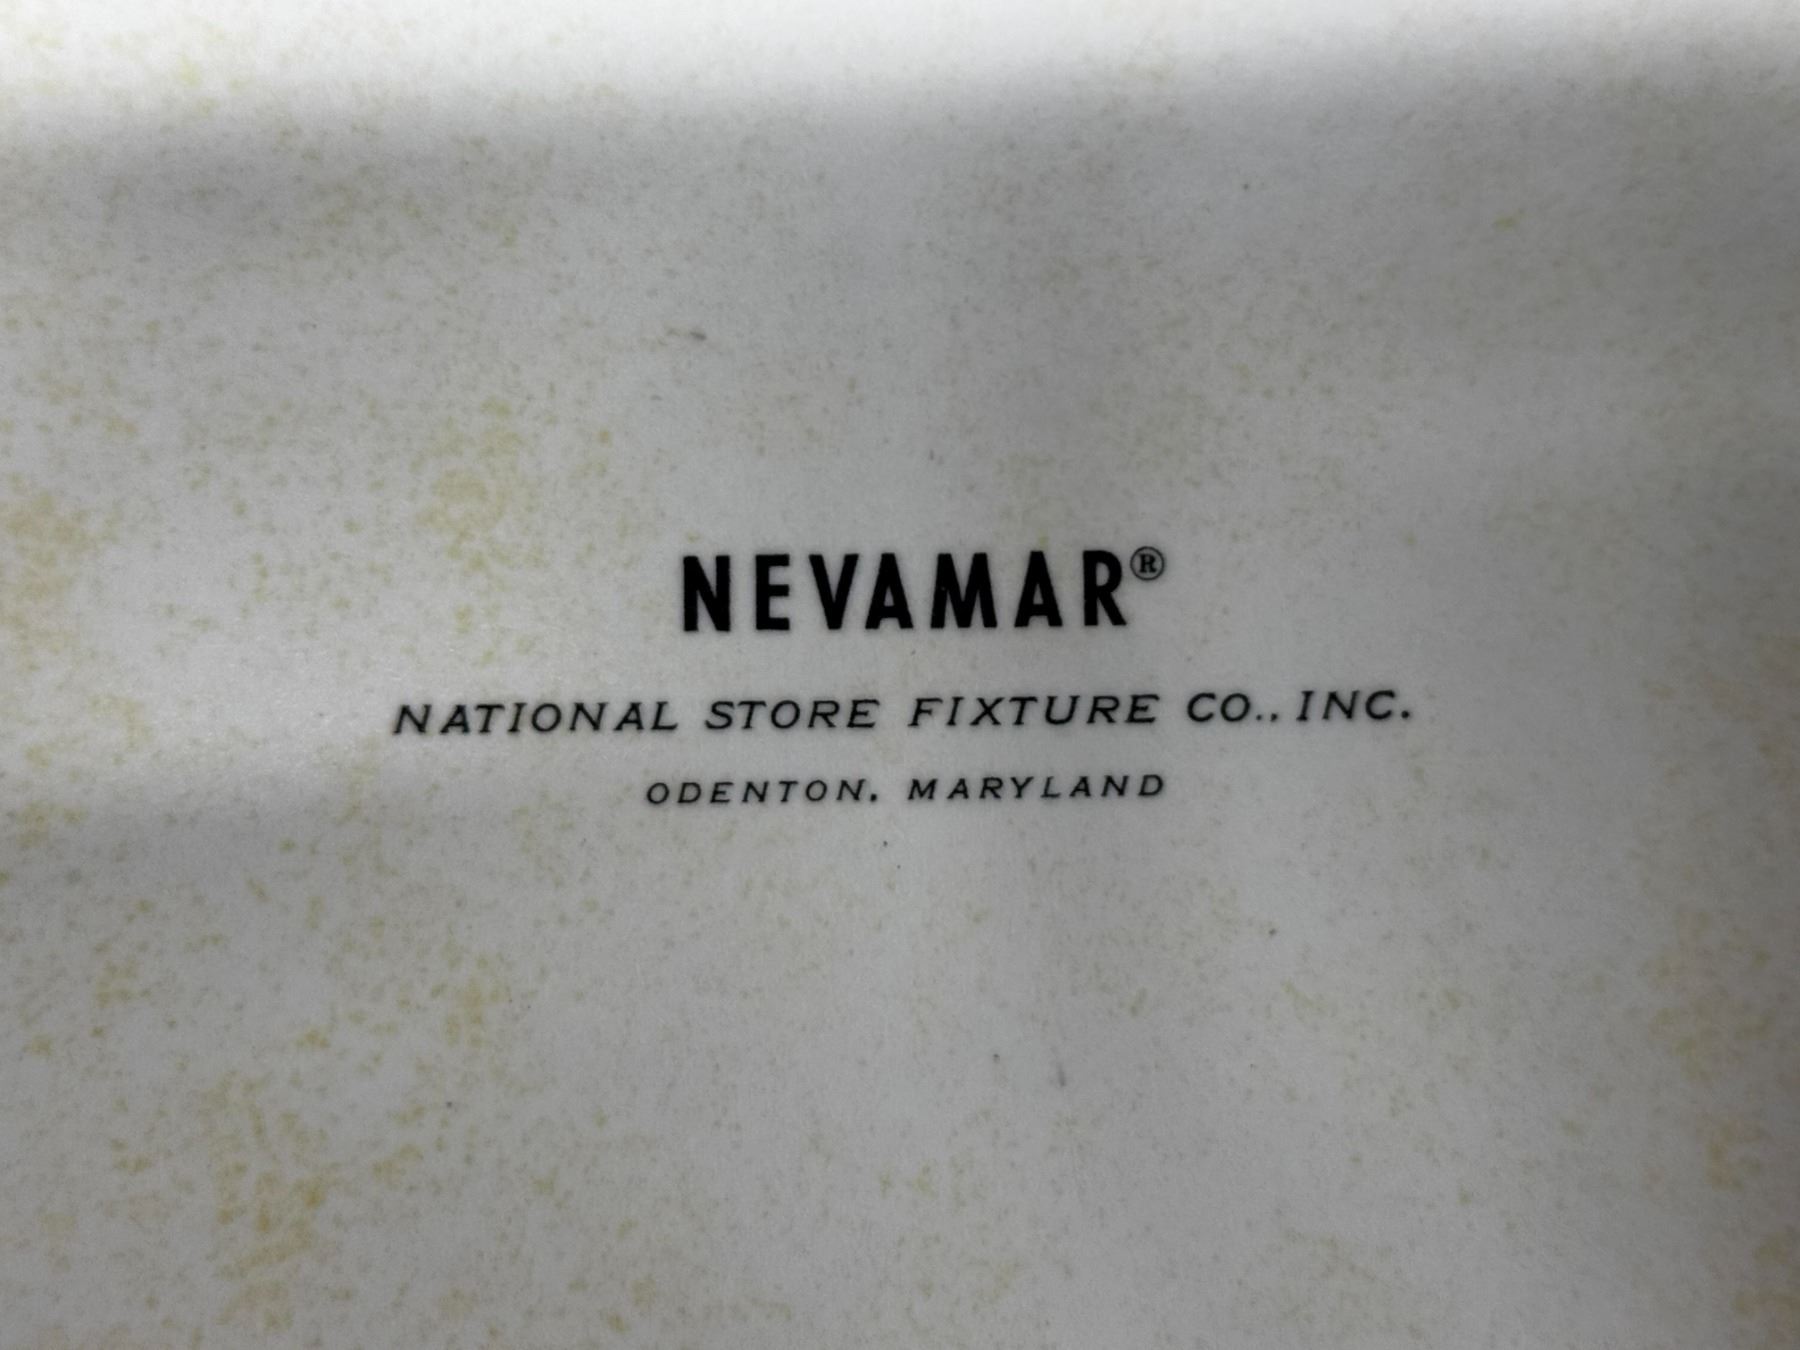 NEVAMAR®
NATIONAL STORE FIXTURE CO., INC.
ODENTON, MARYLAND